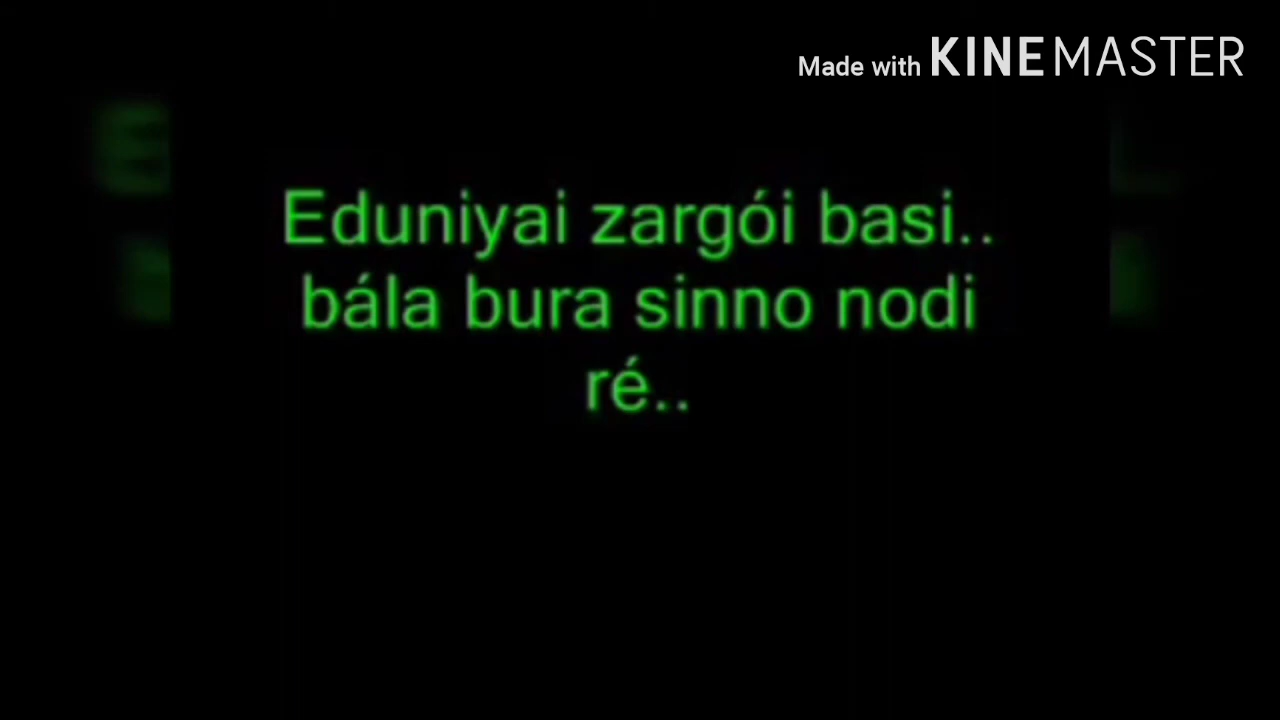 Made with KINEMASTER
Eduniyai zargói basi..
bála bura sinno nodi
ré..